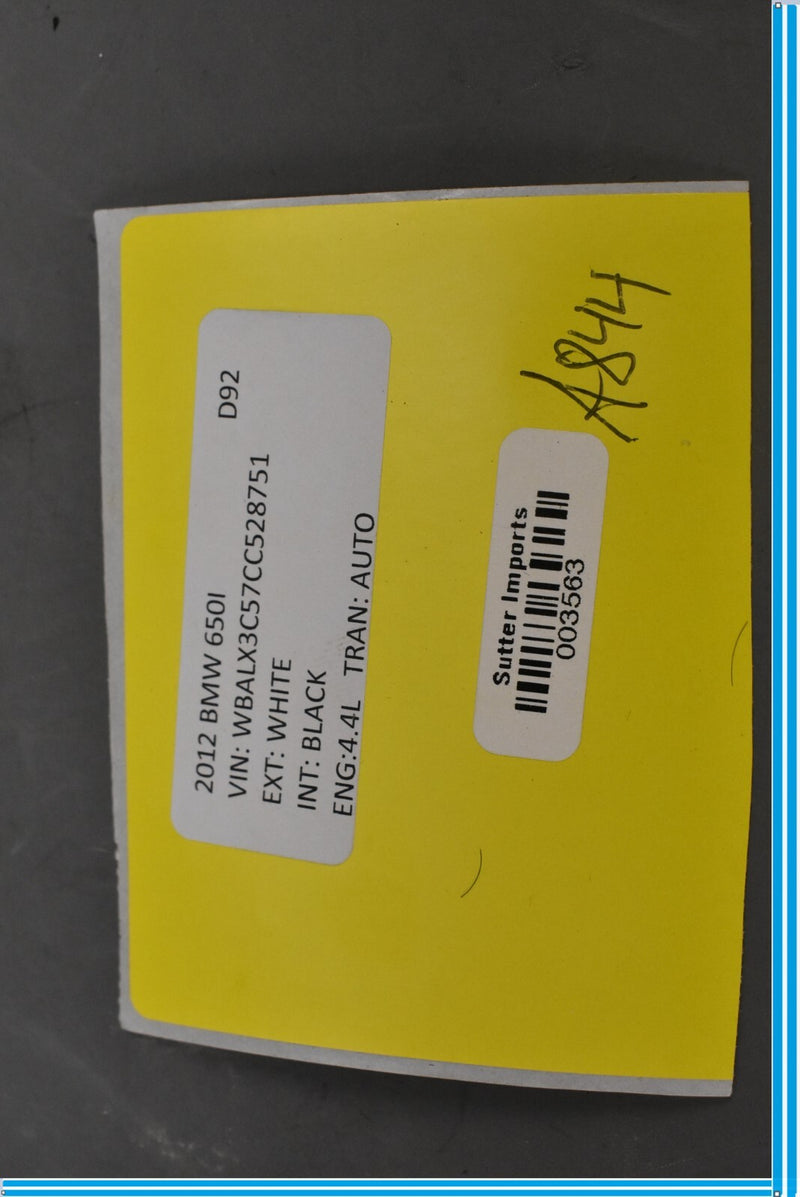 2012 BMW 650I D92
VIN: WBALX3C57CC528751
EXT: WHITE
INT: BLACK
ENG:4.4L TRAN: AUTO
Sutter Imports
003563
A844